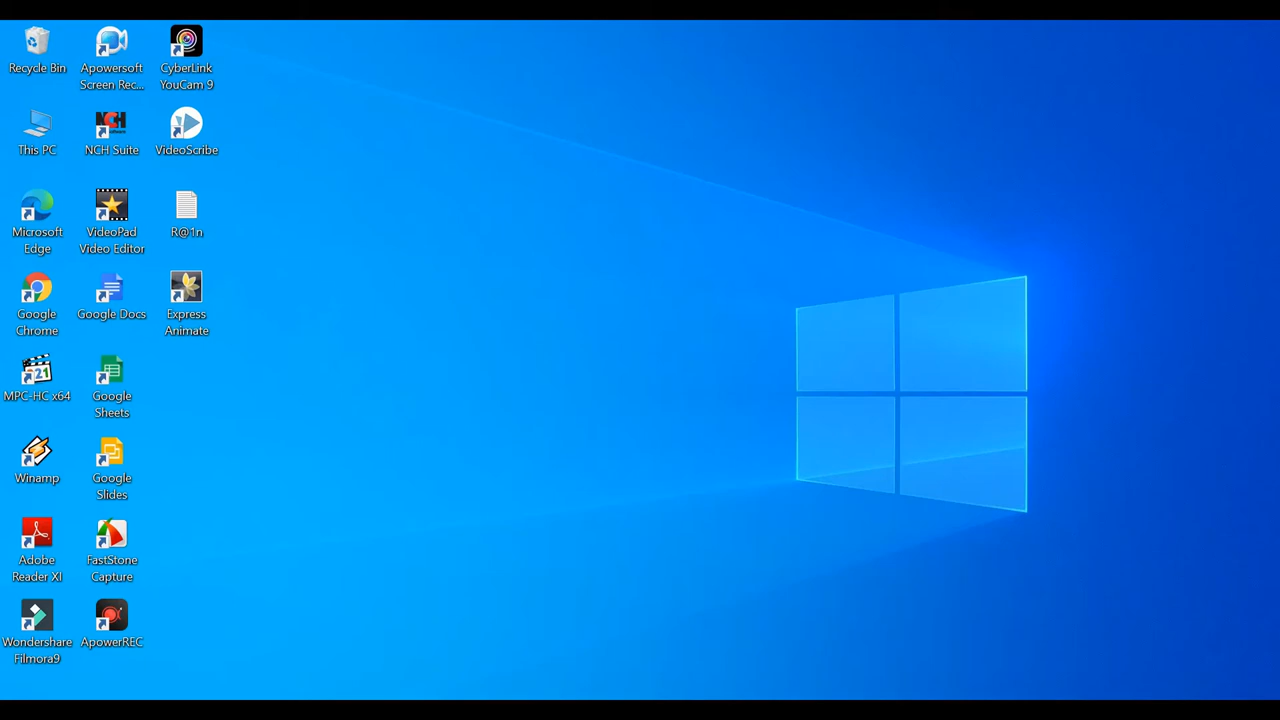 Recycle Bin
Apowersoft
Screen Rec...
CyberLink
YouCam 9
This PC
NCH Suite
VideoScribe
Microsoft
Edge
VideoPad
Video Editor
R@1n
Google
Chrome
Google Docs
Express
Animate
MPC-HC x64
Google
Sheets
Winamp
Google
Slides
Adobe
Reader XI
FastStone
Capture
Wondershare
Filmora9
ApowerREC